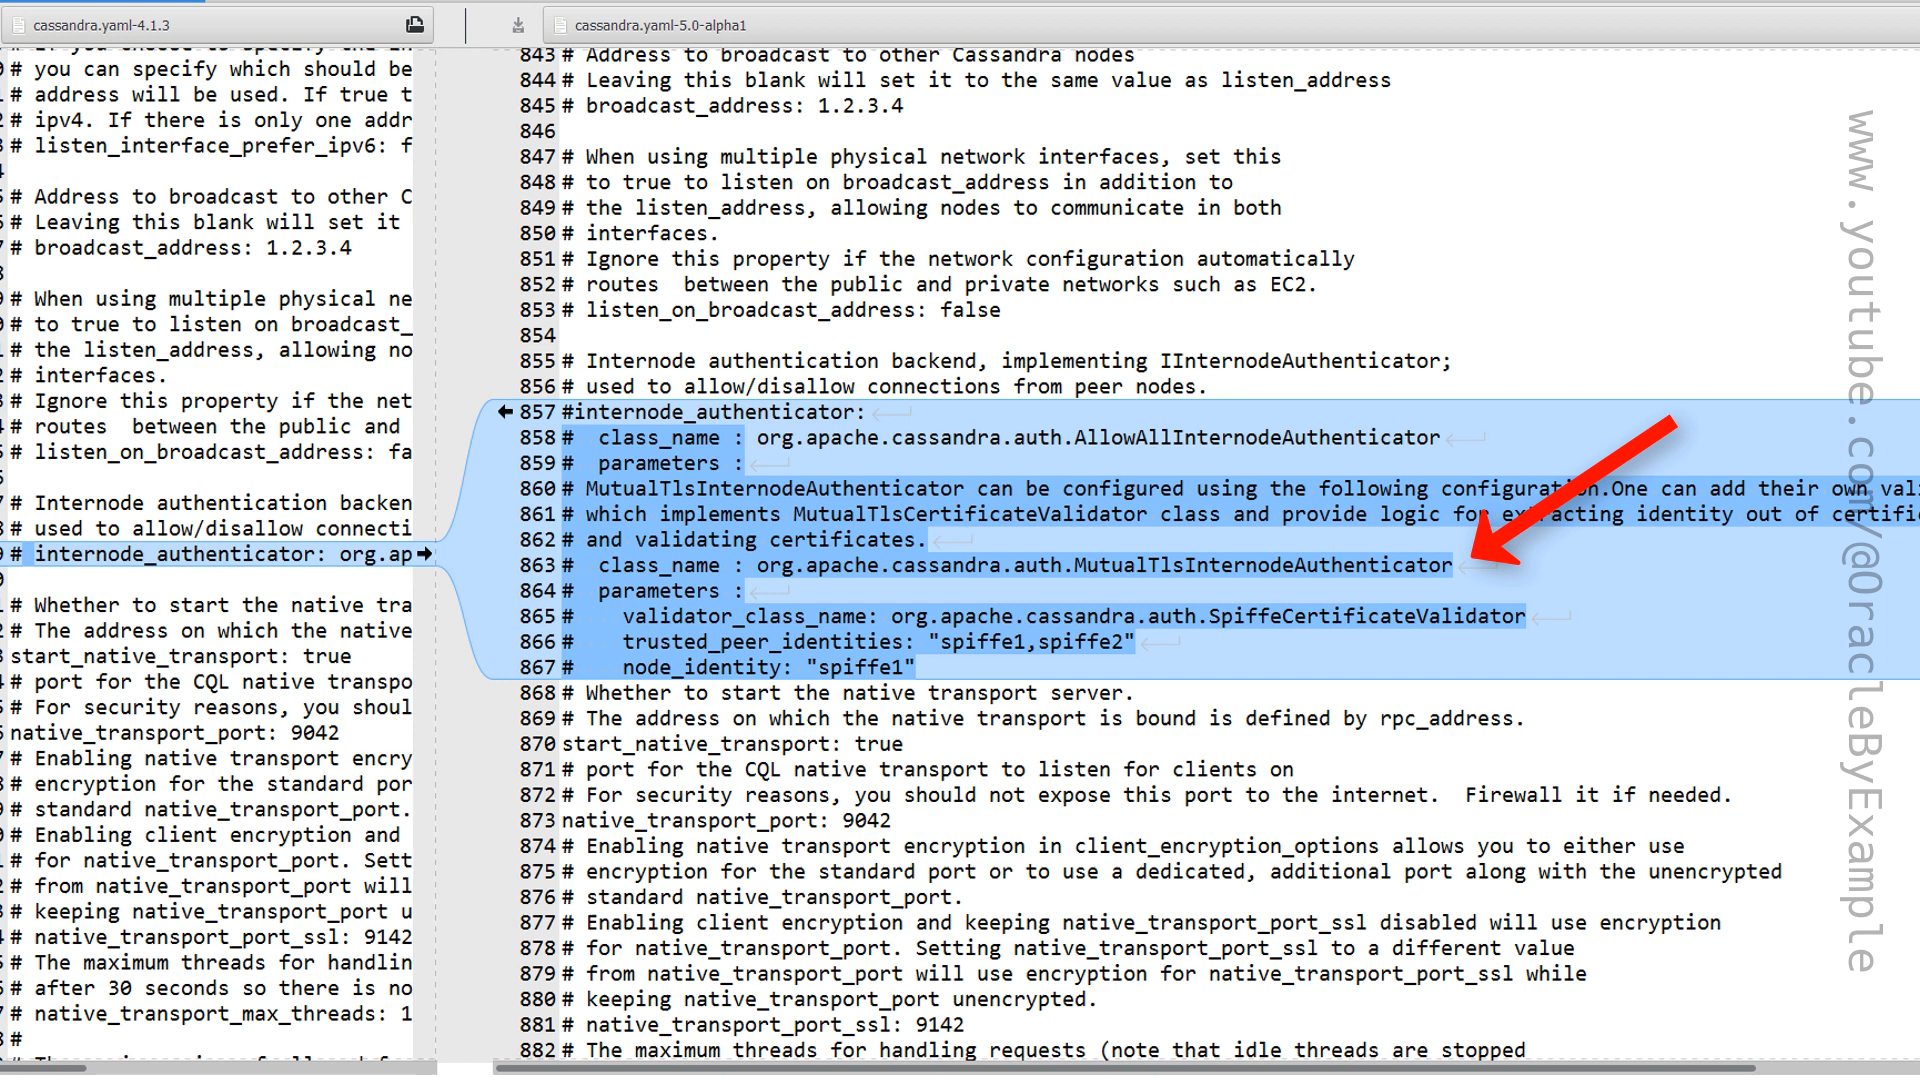 cassandra.yaml-4.1.3
# you can specify which should be
# address will be used. If true t
# ipv4. If there is only one addr
# listen_interface_prefer_ipv6: f
# Address to broadcast to other C
# Leaving this blank will set it
# broadcast_address: 1.2.3.4
# When using multiple physical ne
# to true to listen on broadcast_
# the listen_address, allowing no
# interfaces.
# Ignore this property if the net
# routes  between the public and
# listen_on_broadcast_address: fa
# Internode authentication backen
# used to allow/disallow connecti
# internode_authenticator: org.ap
# Whether to start the native tra
# The address on which the native
start_native_transport: true
# port for the CQL native transpo
# For security reasons, you shoul
native_transport_port: 9042
# Enabling native transport encry
# encryption for the standard por
# standard native_transport_port.
# Enabling client encryption and
# for native_transport_port. Sett
# from native_transport_port will
# keeping native_transport_port u
# native_transport_port_ssl: 9142
# The maximum threads for handlin
# after 30 seconds so there is no
# native_transport_max_threads: 1
#
cassandra.yaml-5.0-alpha1
843 # Address to broadcast to other Cassandra nodes
844 # Leaving this blank will set it to the same value as listen_address
845 # broadcast_address: 1.2.3.4
846
847 # When using multiple physical network interfaces, set this
848 # to true to listen on broadcast_address in addition to
849 # the listen_address, allowing nodes to communicate in both
850 # interfaces.
851 # Ignore this property if the network configuration automatically
852 # routes  between the public and private networks such as EC2.
853 # listen_on_broadcast_address: false
854
855 # Internode authentication backend, implementing IInternodeAuthenticator;
856 # used to allow/disallow connections from peer nodes.
857 #internode_authenticator:
858 #  class_name : org.apache.cassandra.auth.AllowAllInternodeAuthenticator
859 #  parameters :
860 # MutualTlsInternodeAuthenticator can be configured using the following configuration.One can add their own vali
861 # which implements MutualTlsCertificateValidator class and provide logic for extracting identity out of certifi
862 # and validating certificates.
863 #  class_name : org.apache.cassandra.auth.MutualTlsInternodeAuthenticator
864 #  parameters :
865 #    validator_class_name: org.apache.cassandra.auth.SpiffeCertificateValidator
866 #    trusted_peer_identities: "spiffe1,spiffe2"
867 #    node_identity: "spiffe1"
868 # Whether to start the native transport server.
869 # The address on which the native transport is bound is defined by rpc_address.
870 start_native_transport: true
871 # port for the CQL native transport to listen for clients on
872 # For security reasons, you should not expose this port to the internet.  Firewall it if needed.
873 native_transport_port: 9042
874 # Enabling native transport encryption in client_encryption_options allows you to either use
875 # encryption for the standard port or to use a dedicated, additional port along with the unencrypted
876 # standard native_transport_port.
877 # Enabling client encryption and keeping native_transport_port_ssl disabled will use encryption
878 # for native_transport_port. Setting native_transport_port_ssl to a different value
879 # from native_transport_port will use encryption for native_transport_port_ssl while
880 # keeping native_transport_port unencrypted.
881 # native_transport_port_ssl: 9142
882 # The maximum threads for handling requests (note that idle threads are stopped
www.youtube.com/@OracleByExample